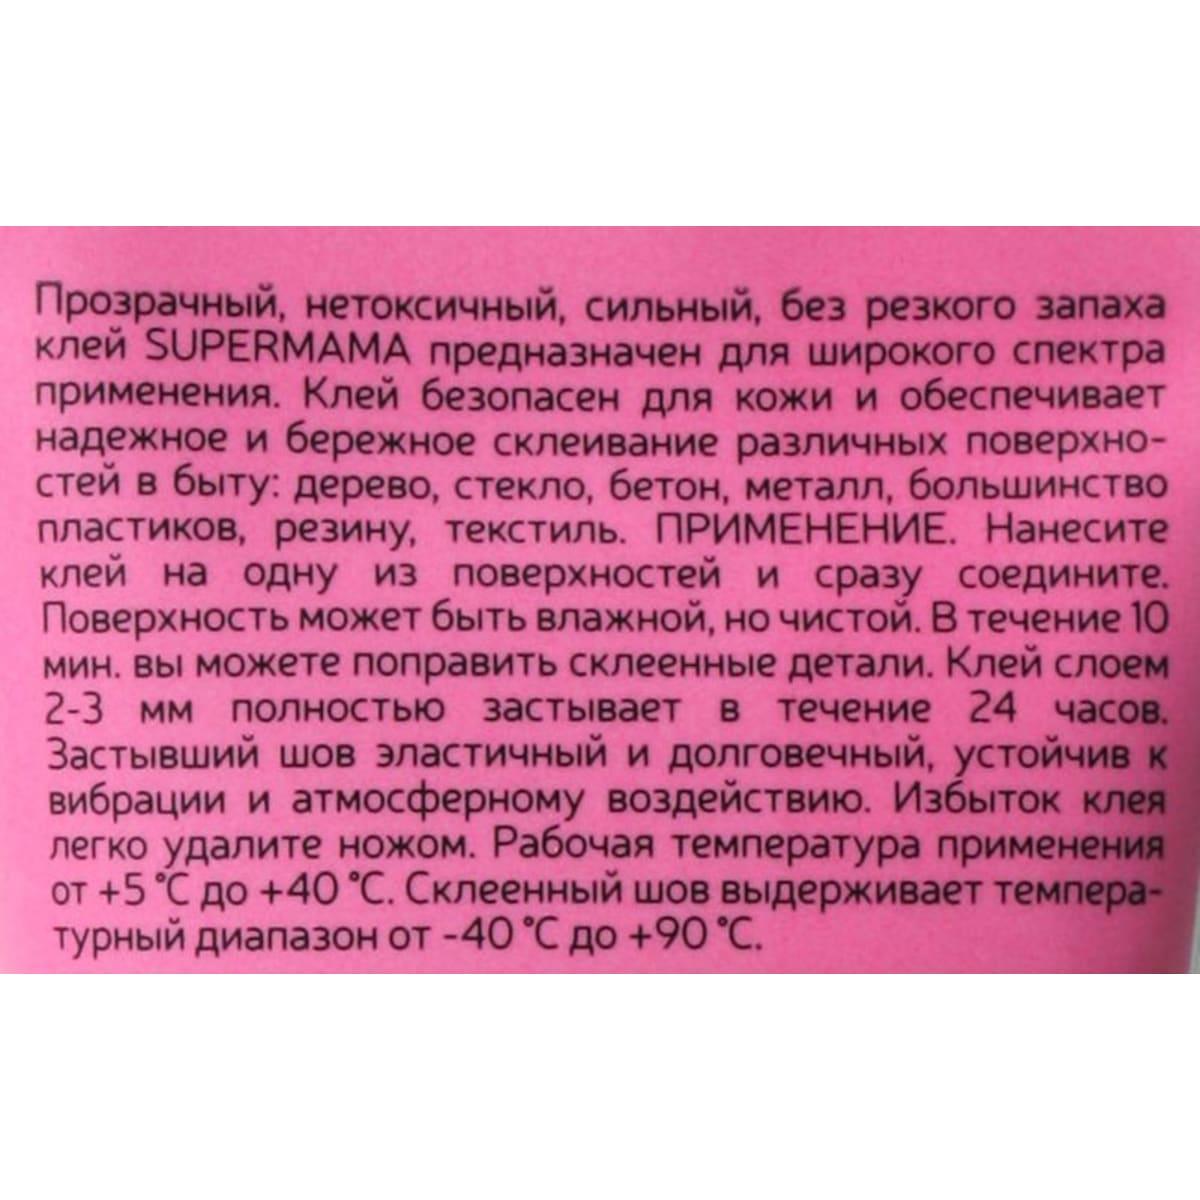 Прозрачный, нетоксичный, сильный, без резкого запаха
клей SUPERMAMA предназначен для широкого спектра
применения. Клей безопасен для кожи и обеспечивает
надежное и бережное склеивание различных поверхно-
стей в быту: дерево, стекло, бетон, металл, большинство
пластиков, резину, текстиль. ПРИМЕНЕНИЕ. Нанесите
клей на одну из поверхностей и сразу соедините.
Поверхность может быть влажной, но чистой. В течение 10
мин. вы можете поправить склеенные детали. Клей слоем
2-3 мм полностью застывает в течение 24 часов.
Застывший шов эластичный и долговечный, устойчив к
вибрации и атмосферному воздействию. Избыток клея
легко удалите ножом. Рабочая температура применения
от +5 °C до +40 °C. Склеенный шов выдерживает темпера-
турный диапазон от -40 °C до +90 °C.